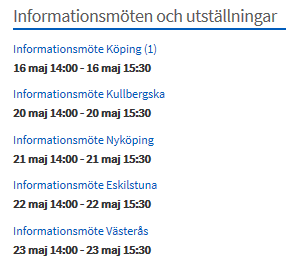 Informationsmöten och utställningar
Informationsmöte Köping (1)
16 maj 14:00 - 16 maj 15:30
Informationsmöte Kullbergska
20 maj 14:00 - 20 maj 15:30
Informationsmöte Nyköping
21 maj 14:00 - 21 maj 15:30
Informationsmöte Eskilstuna
22 maj 14:00 - 22 maj 15:30
Informationsmöte Västerås
23 maj 14:00 - 23 maj 15:30